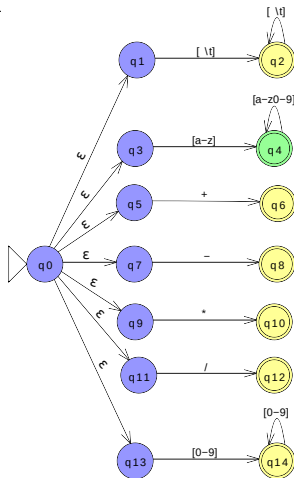 [ \t]
q1 [ \t] q2
[a-z0-9]
ε
q3 [a-z] q4
ε
q5 + q6
ε
q0 ε q7 - q8
ε
q9 * q10
ε
q11 / q12
ε
[0-9]
q13 [0-9] q14